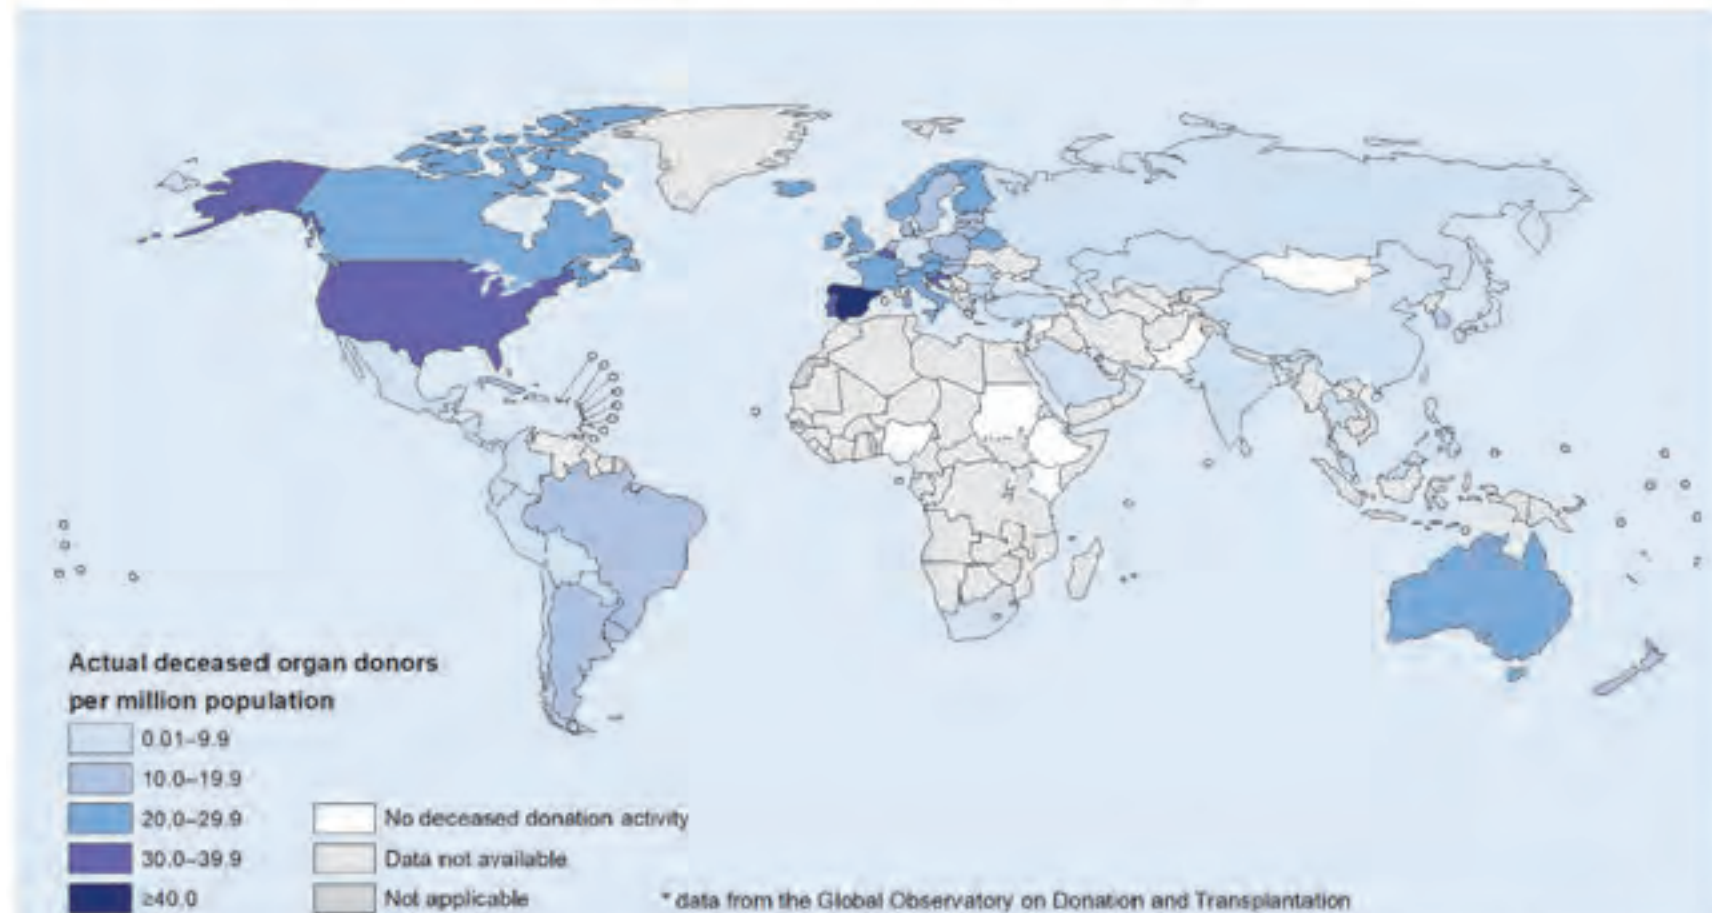 Actual deceased organ donors
per million population
0.01–9.9
10.0–19.9
20.0–29.9
30.0–39.9
≥40.0
No deceased donation activity
Data not available
Not applicable
* data from the Global Observatory on Donation and Transplantation